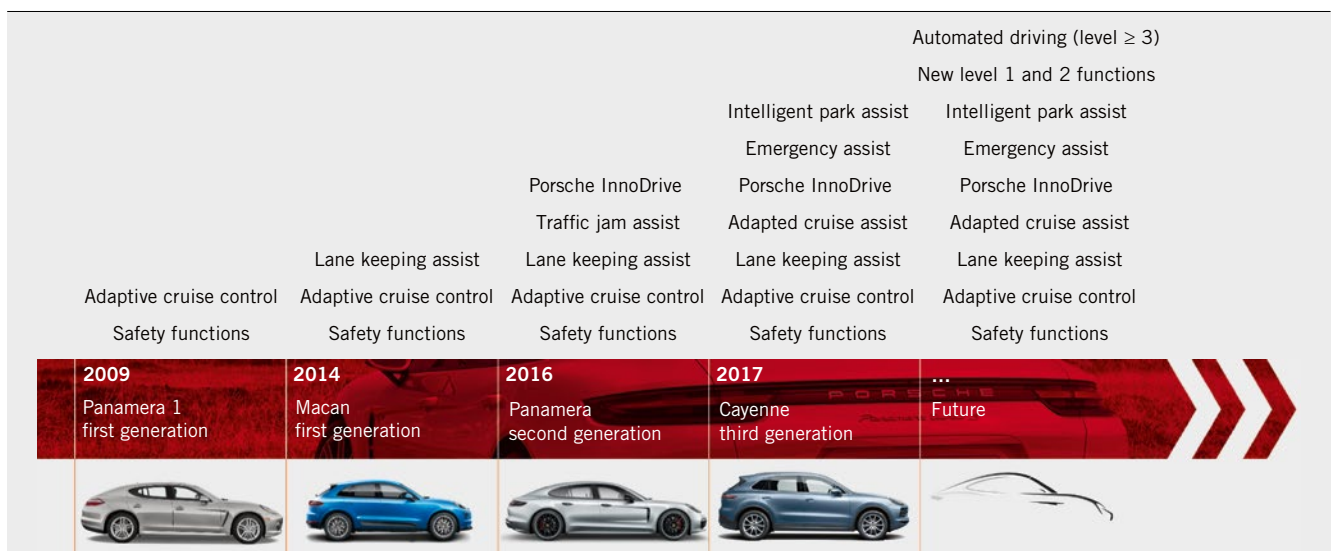 Automated driving (level ≥ 3)
New level 1 and 2 functions
Intelligent park assist Intelligent park assist
Emergency assist Emergency assist
Porsche InnoDrive Porsche InnoDrive Porsche InnoDrive
Traffic jam assist Adapted cruise assist Adapted cruise assist
Lane keeping assist Lane keeping assist Lane keeping assist Lane keeping assist
Adaptive cruise control Adaptive cruise control Adaptive cruise control Adaptive cruise control Adaptive cruise control
Safety functions Safety functions Safety functions Safety functions Safety functions
2009 2014 2016 2017 ...
Panamera 1 Macan Panamera Cayenne Future
first generation first generation second generation third generation
PORSCHE